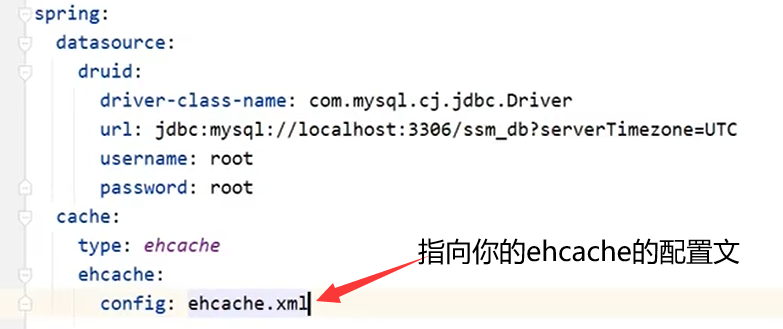 spring:
datasource:
druid:
driver-class-name: com.mysql.cj.jdbc.Driver
url: jdbc:mysql://localhost:3306/ssm_db?serverTimezone=UTC
username: root
password: root
cache:
type: ehcache
ehcache:
config: ehcache.xml
指向你的ehcache的配置文